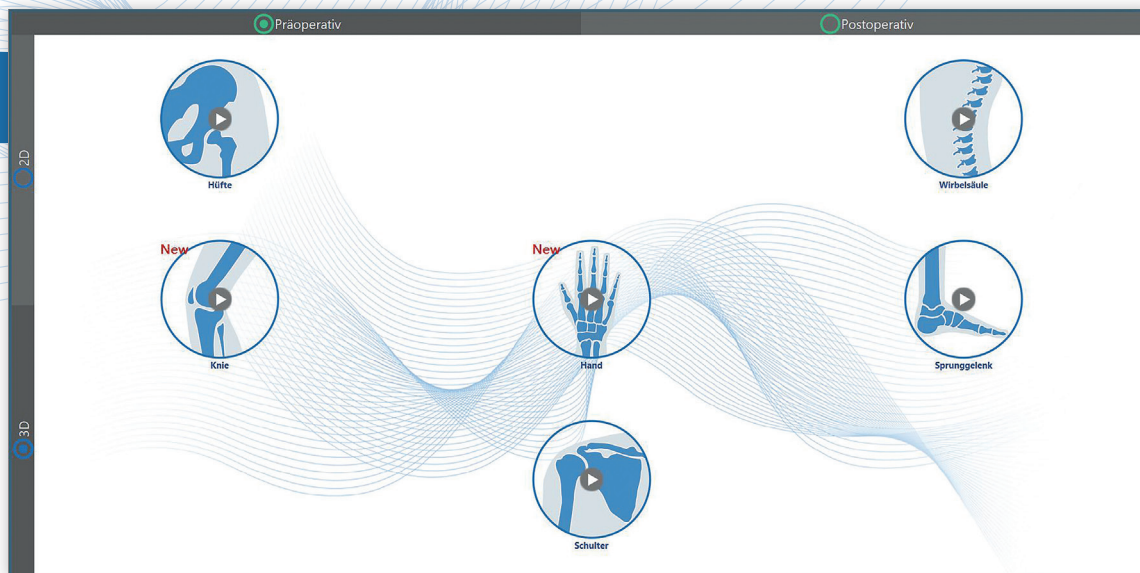 Präoperativ
Postoperativ
2D
3D
Hüfte
Wirbelsäule
New
Knie
New
Hand
Sprunggelenk
Schulter